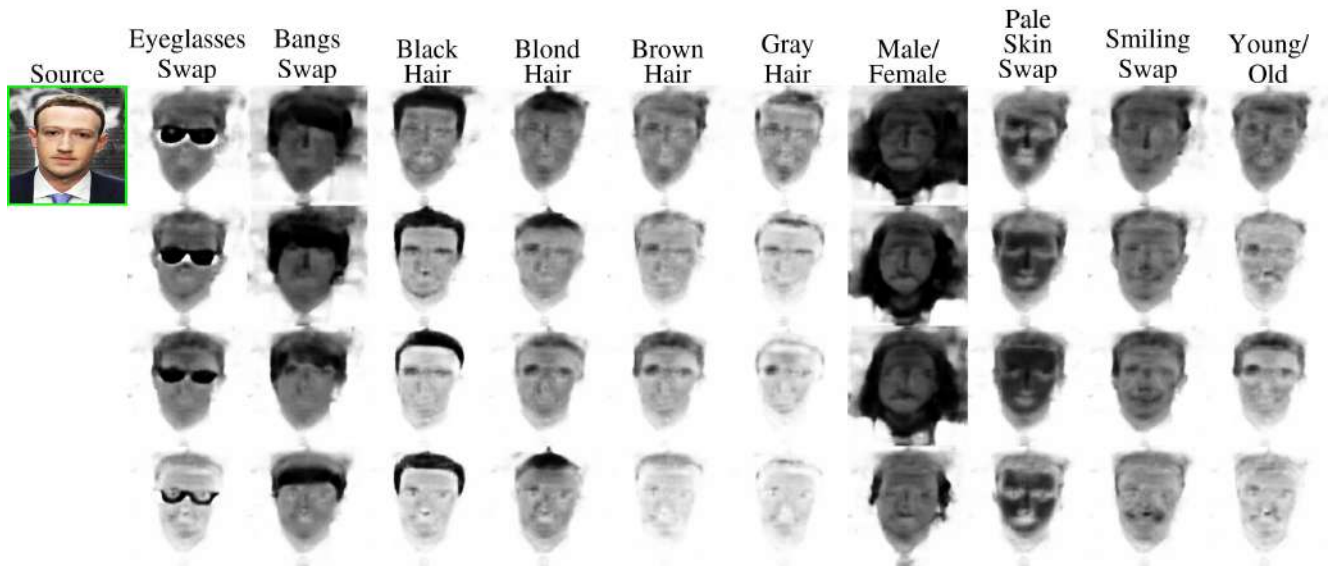 Source
Eyeglasses
Swap
Bangs
Swap
Black
Hair
Blond
Hair
Brown
Hair
Gray
Hair
Male/
Female
Pale
Skin
Swap
Smiling
Swap
Young/
Old